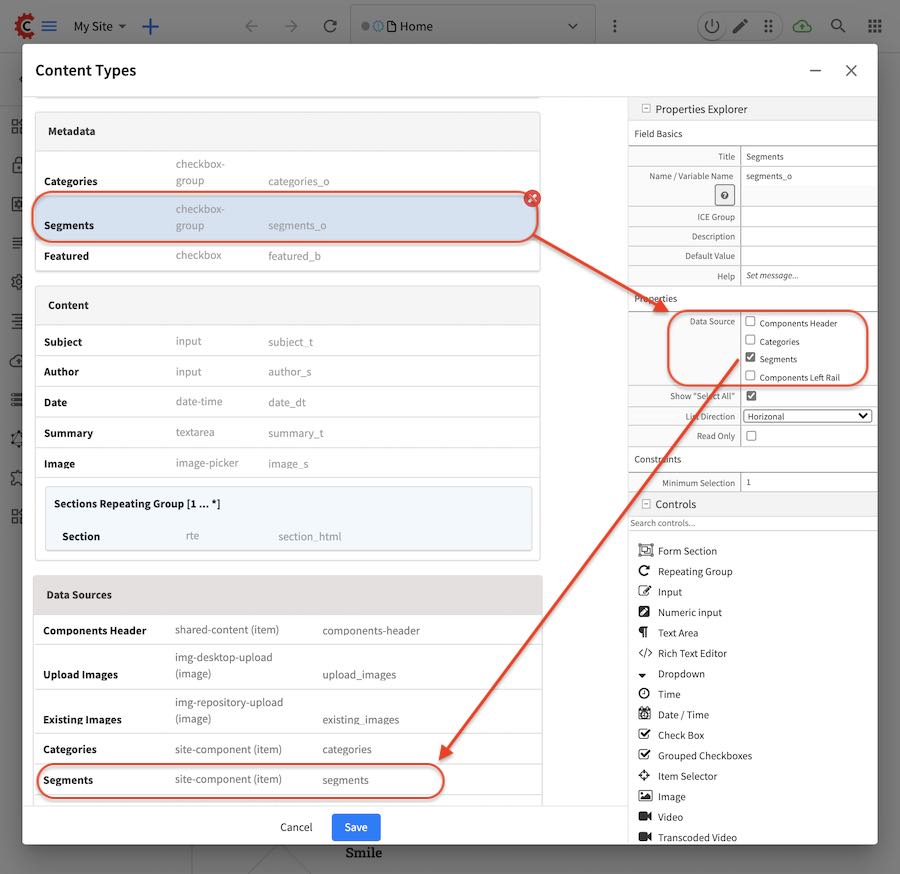 My Site
Home
Content Types
Metadata
Categories checkbox-group categories_o
Segments checkbox-group segments_o
Featured checkbox featured_b
Content
Subject input subject_t
Author input author_s
Date date-time date_dt
Summary textarea summary_t
Image image-picker image_s
Sections Repeating Group [1 ... *]
Section rte section_html
Data Sources
Components Header shared-content (item) components-header
Upload Images img-desktop-upload (image) upload_images
Existing Images img-repository-upload (image) existing_images
Categories site-component (item) categories
Segments site-component (item) segments
Cancel Save
Smile
Properties Explorer
Field Basics
Title Segments
Name / Variable Name segments_o
?
ICE Group
Description
Default Value
Help Set message...
Properties
Data Source Components Header
Categories
Segments
Components Left Rail
Show "Select All"
List Direction Horizonal
Read Only
Constraints
Minimum Selection 1
Controls
Search controls...
Form Section
Repeating Group
Input
Numeric input
Text Area
Rich Text Editor
Dropdown
Time
Date / Time
Check Box
Grouped Checkboxes
Item Selector
Image
Video
Transcoded Video